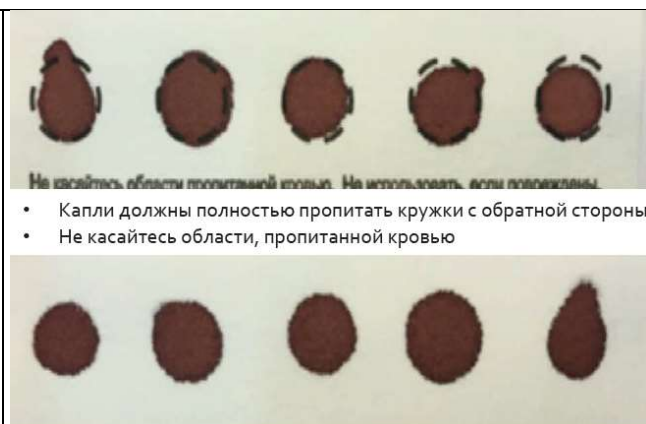 Не касайтесь области пропитанной кровью. Не использовать, если повреждены.
• Капли должны полностью пропитать кружки с обратной стороны
• Не касайтесь области, пропитанной кровью